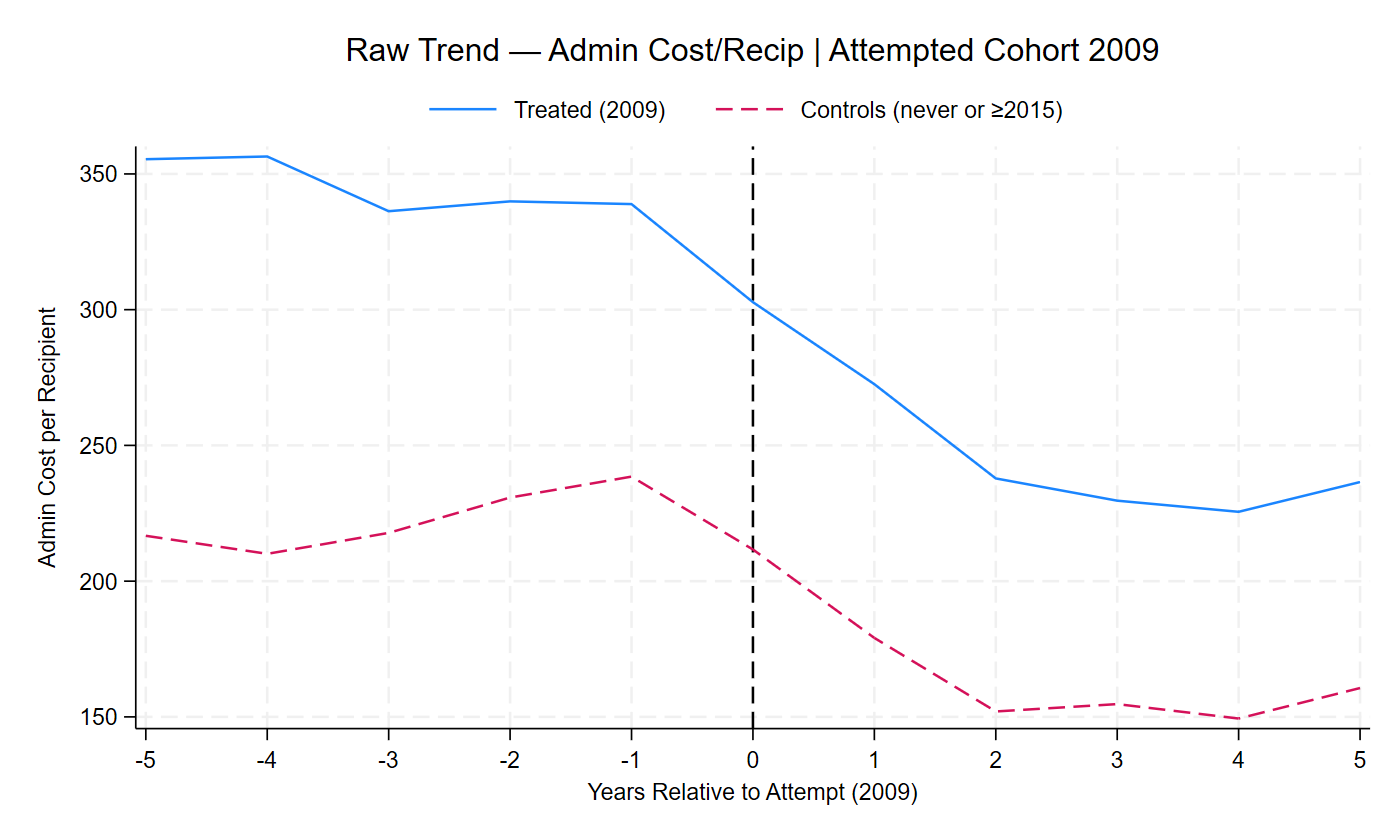 Raw Trend — Admin Cost/Recip | Attempted Cohort 2009
Treated (2009)
Controls (never or ≥2015)
Admin Cost per Recipient
350
300
250
200
150
-5 -4 -3 -2 -1 0 1 2 3 4 5
Years Relative to Attempt (2009)